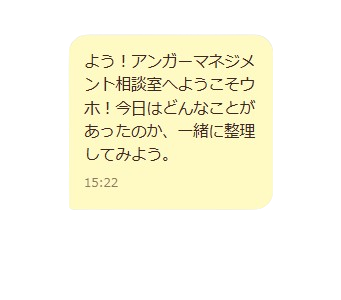 よう！アンガーマネジメ
ント相談室へようこそウ
ホ！今日はどんなことが
あったのか、一緒に整理
してみよう。
15:22